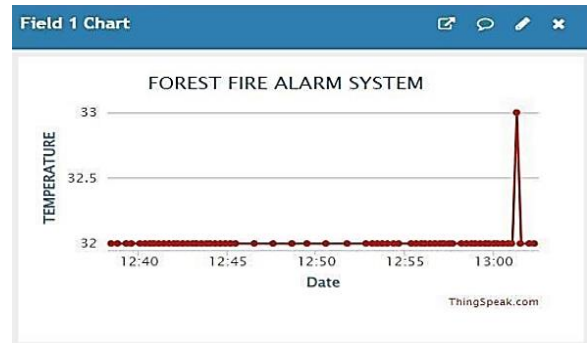 Field 1 Chart
FOREST FIRE ALARM SYSTEM
TEMPERATURE
33
32.5
32
12:40 12:45 12:50 12:55 13:00
Date
ThingSpeak.com